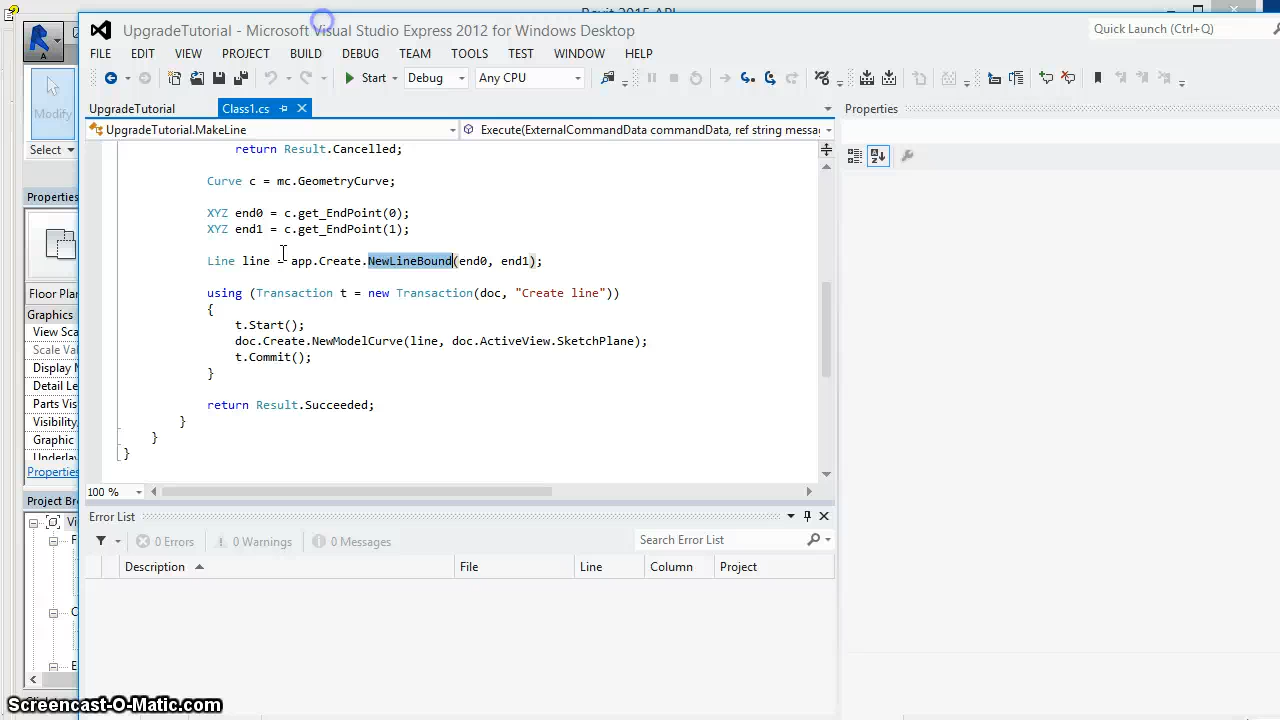 Revit 2015 API
UpgradeTutorial - Microsoft Visual Studio Express 2012 for Windows Desktop
Quick Launch (Ctrl+Q)
FILE EDIT VIEW PROJECT BUILD DEBUG TEAM TOOLS TEST WINDOW HELP
Start Debug Any CPU
Modify
Select
UpgradeTutorial Class1.cs
Properties
UpgradeTutorial.MakeLine Execute(ExternalCommandData commandData, ref string messa
return Result.Cancelled;
Curve c = mc.GeometryCurve;
XYZ end0 = c.get_EndPoint(0);
XYZ end1 = c.get_EndPoint(1);
Line line = app.Create.NewLineBound(end0, end1);
using (Transaction t = new Transaction(doc, "Create line"))
{
t.Start();
doc.Create.NewModelCurve(line, doc.ActiveView.SketchPlane);
t.Commit();
}
return Result.Succeeded;
}
}
}
100 %
Properties
Floor Plan
Graphics
View Sca
Scale Val
Display M
Detail Le
Parts Visi
Visibility,
Graphic
Underlay
Properties
Project Bro
Error List
0 Errors 0 Warnings 0 Messages Search Error List
Description File Line Column Project
Screencast-O-Matic.com